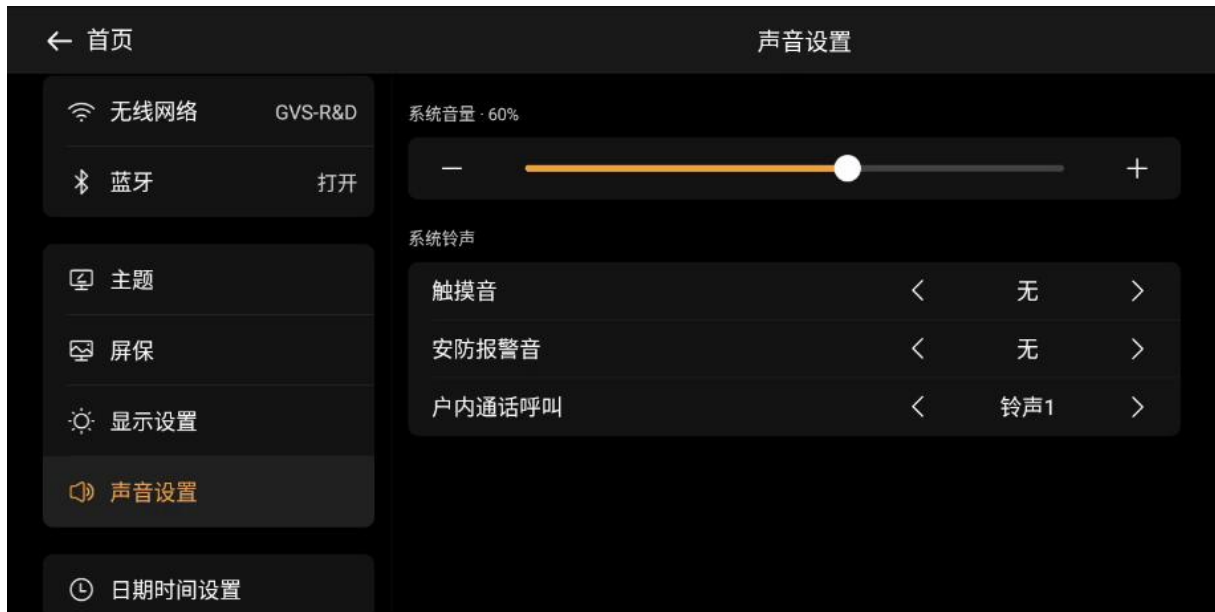 首页
声音设置
无线网络 GVS-R&D
蓝牙 打开
主题
屏保
显示设置
声音设置
日期时间设置
系统音量 · 60%
系统铃声
触摸音 无
安防报警音 无
户内通话呼叫 铃声1